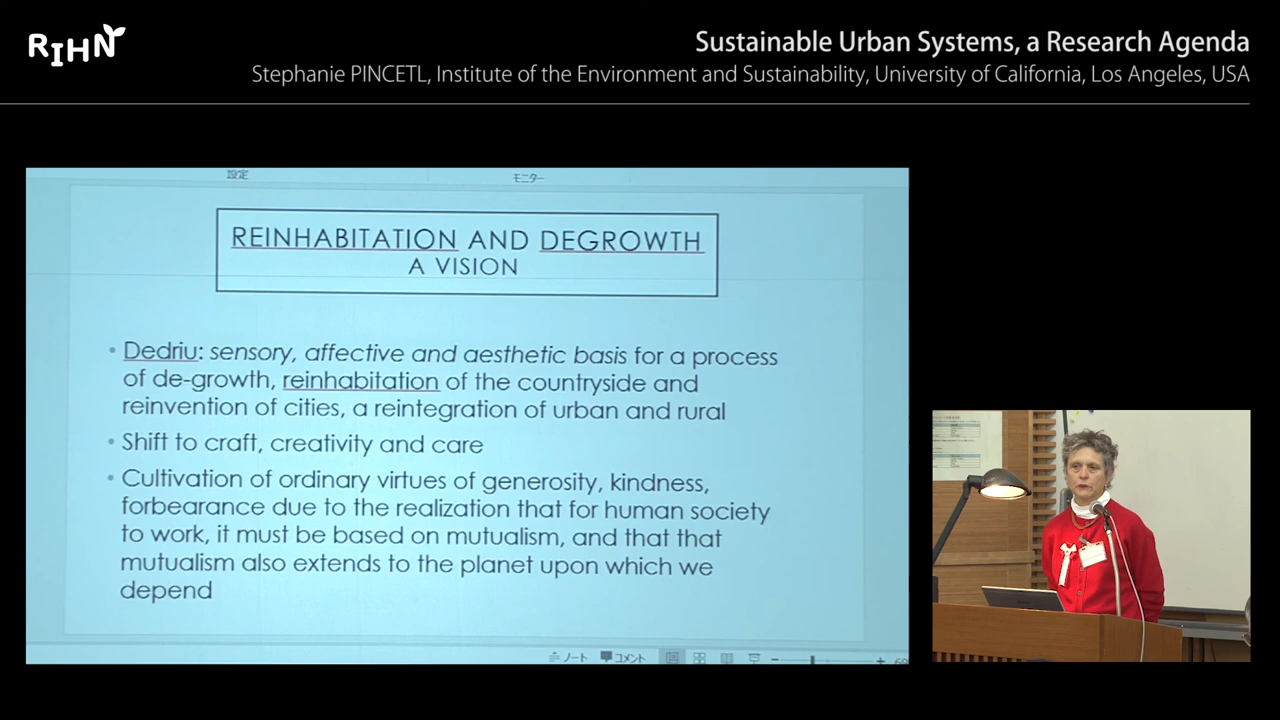 RIHN
Sustainable Urban Systems, a Research Agenda
Stephanie PINCETL, Institute of the Environment and Sustainability, University of California, Los Angeles, USA
設定
モニター
REINHABITATION AND DEGROWTH
A VISION
• Dedriu: sensory, affective and aesthetic basis for a process
of de-growth, reinhabitation of the countryside and
reinvention of cities, a reintegration of urban and rural
• Shift to craft, creativity and care
• Cultivation of ordinary virtues of generosity, kindness,
forbearance due to the realization that for human society
to work, it must be based on mutualism, and that that
mutualism also extends to the planet upon which we
depend
ノート
コメント